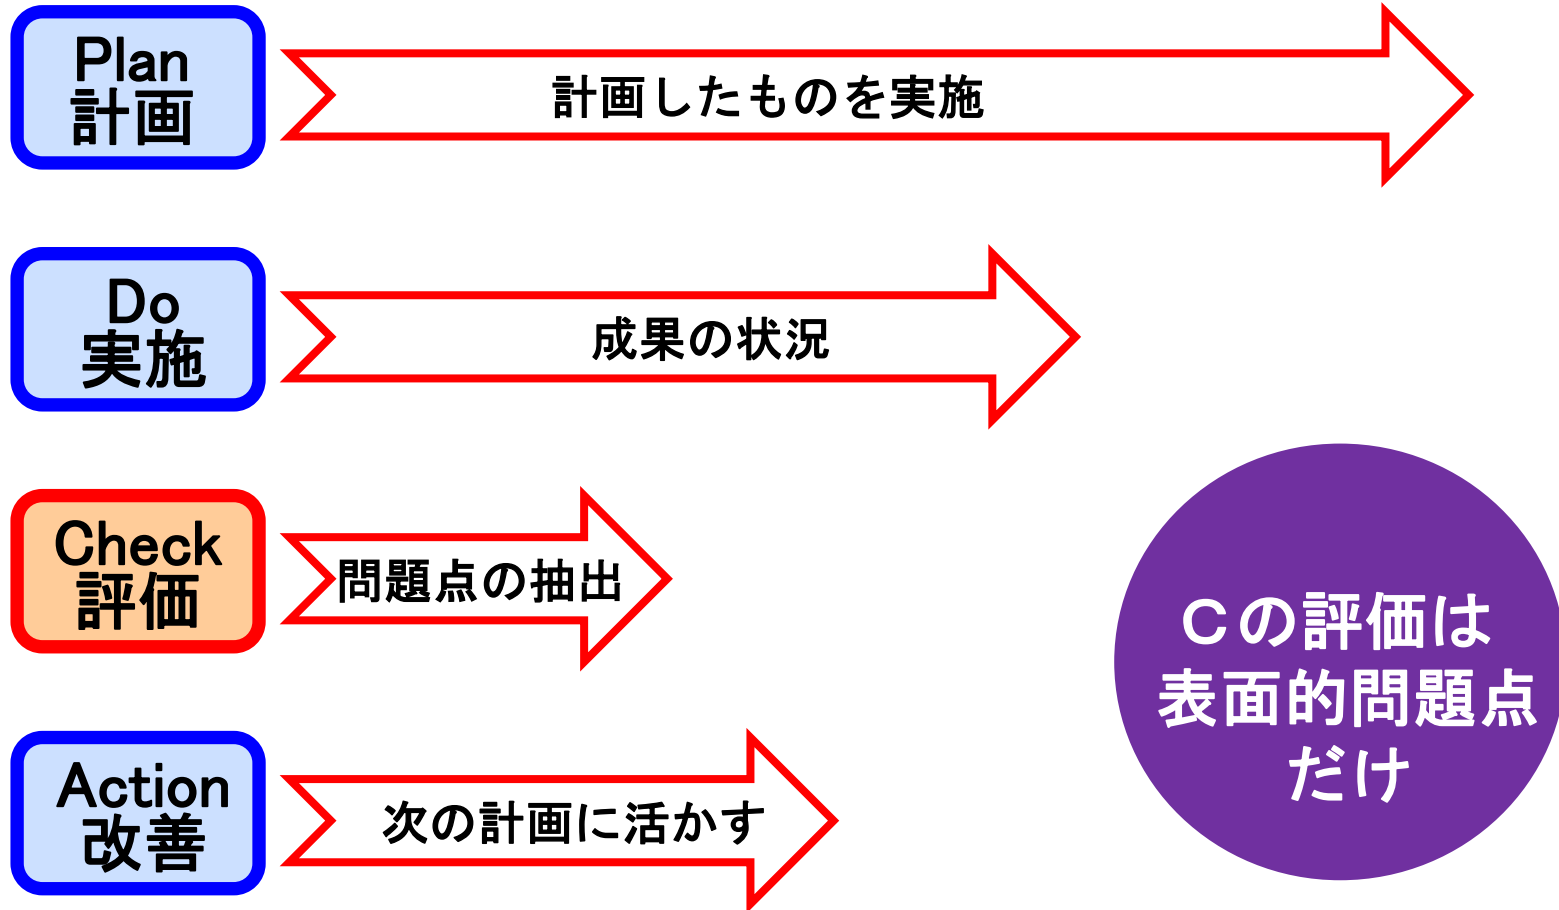 Plan
計画
計画したものを実施
Do
実施
成果の状況
Check
評価
問題点の抽出
Action
改善
次の計画に活かす
Cの評価は
表面的問題点
だけ